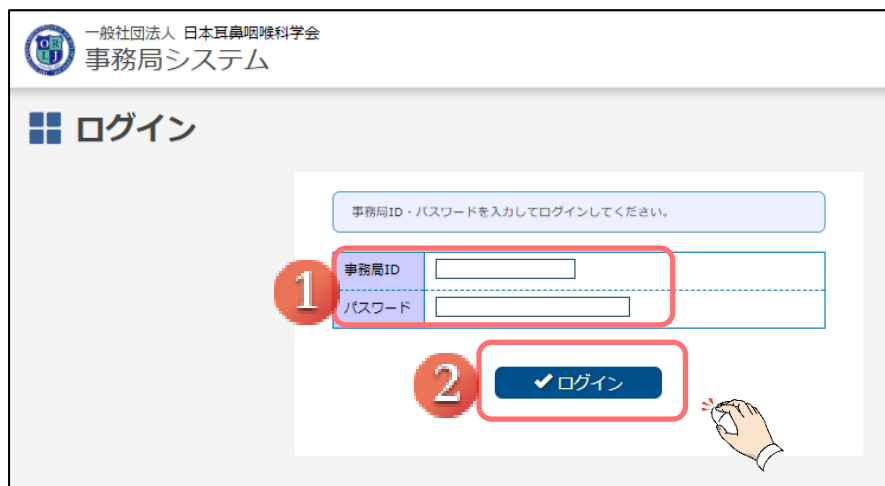 一般社団法人 日本耳鼻咽喉科学会
事務局システム
ログイン
事務局ID・パスワードを入力してログインしてください。
1
事務局ID
パスワード
2
ログイン